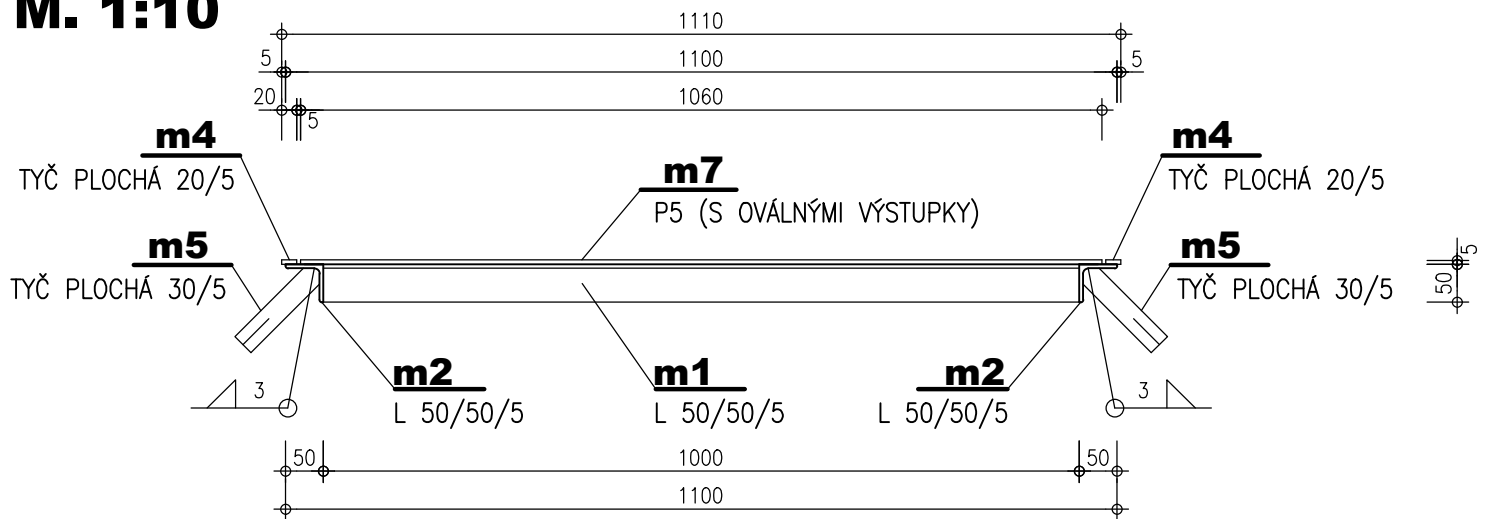 M. 1:10
1110
5
1100
5
20
5
1060
m4
TYČ PLOCHÁ 20/5
m4
TYČ PLOCHÁ 20/5
m7
P5 (S OVÁLNÝMI VÝSTUPKY)
m5
TYČ PLOCHÁ 30/5
m5
TYČ PLOCHÁ 30/5
5
50
m2
L 50/50/5
m1
L 50/50/5
m2
L 50/50/5
3
3
50
1000
50
1100